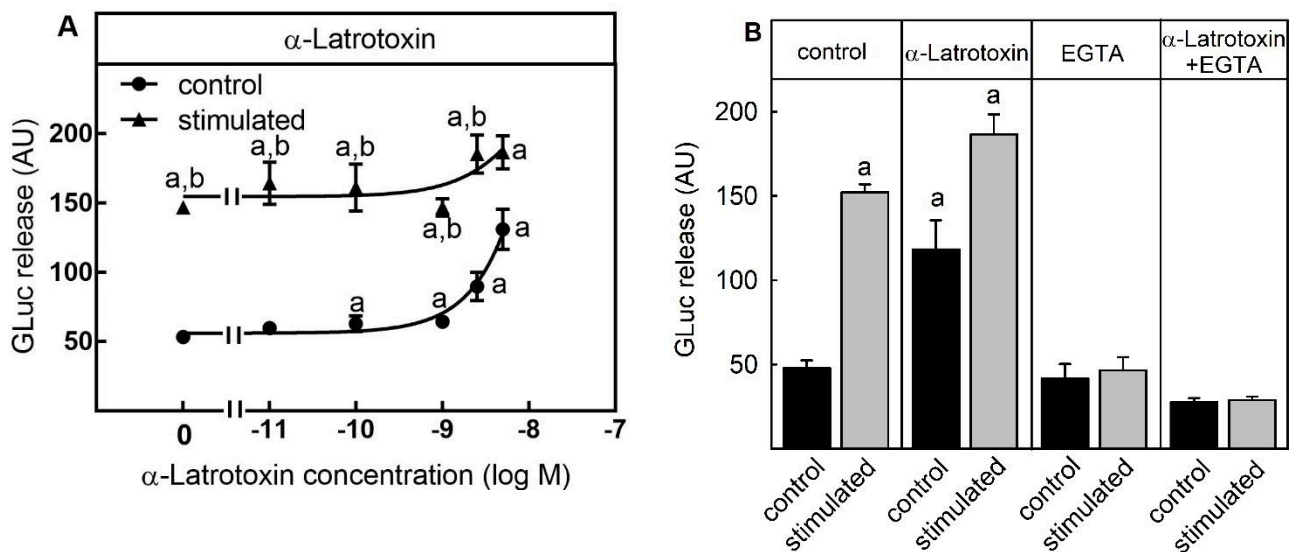 A
α-Latrotoxin
control
stimulated
GLuc release (AU)
200
150
100
50
a,b
a,b
a,b
a,b
a,b
a
a
a
a
a
0
-11
-10
-9
-8
-7
α-Latrotoxin concentration (log M)
B
control
α-Latrotoxin
EGTA
α-Latrotoxin
+EGTA
GLuc release (AU)
200
150
100
50
a
a
a
control
stimulated
control
stimulated
control
stimulated
control
stimulated